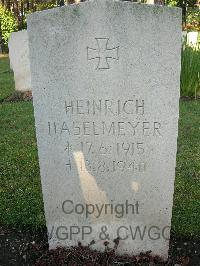 HEINRICH
HASELMEYER
* 17.6.1915
† 13.8.1940
Copyright©
WGPP & CWGC